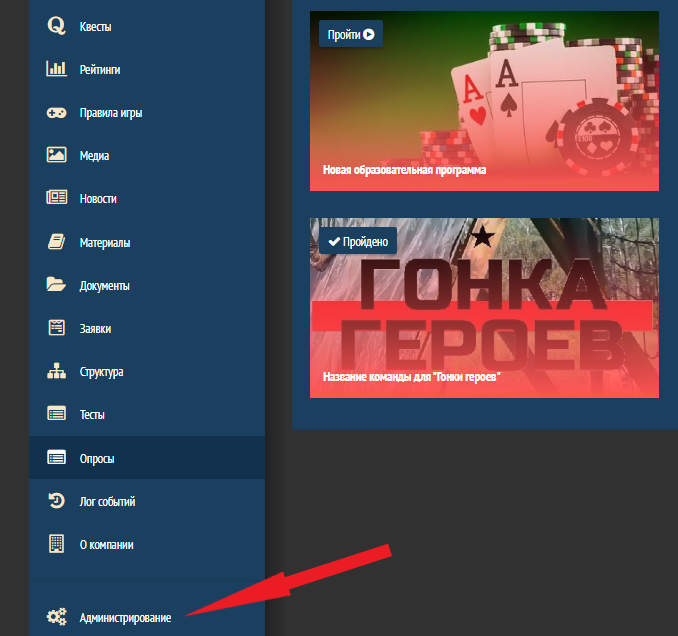 Квесты
Рейтинги
Правила игры
Медиа
Новости
Материалы
Документы
Заявки
Структура
Тесты
Опросы
Лог событий
О компании
Администрирование
Пройти
A
A
$100
Новая образовательная программа
Пройдено
ГОНКА
ГЕРОЕВ
Название команды для "Гонки героев"